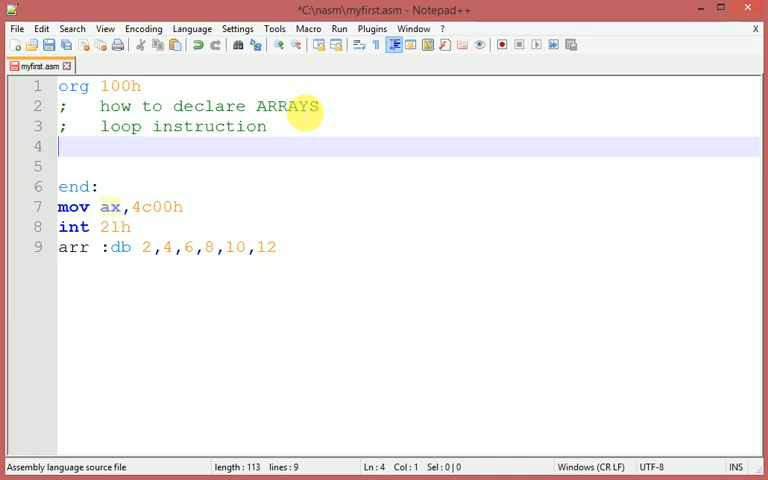 *C:\nasm\myfirst.asm - Notepad++
File Edit Search View Encoding Language Settings Tools Macro Run Plugins Window ? X
myfirst.asm
1 org 100h
2 ; how to declare ARRAYS
3 ; loop instruction
4
5
6 end:
7 mov ax,4c00h
8 int 21h
9 arr :db 2,4,6,8,10,12
Assembly language source file length : 113 lines : 9 Ln : 4 Col : 1 Sel : 0 | 0 Windows (CR LF) UTF-8 INS